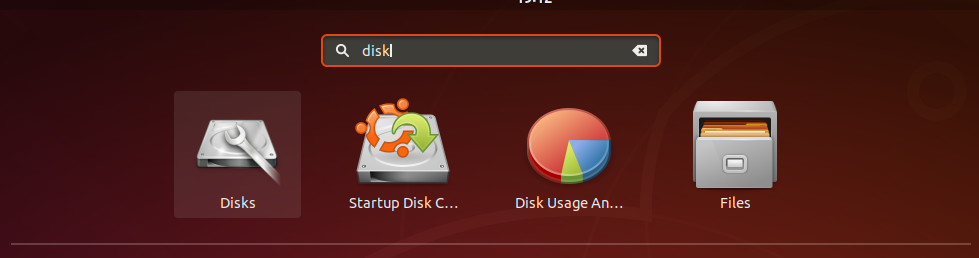 disk
Disks
Startup Disk C...
Disk Usage An...
Files